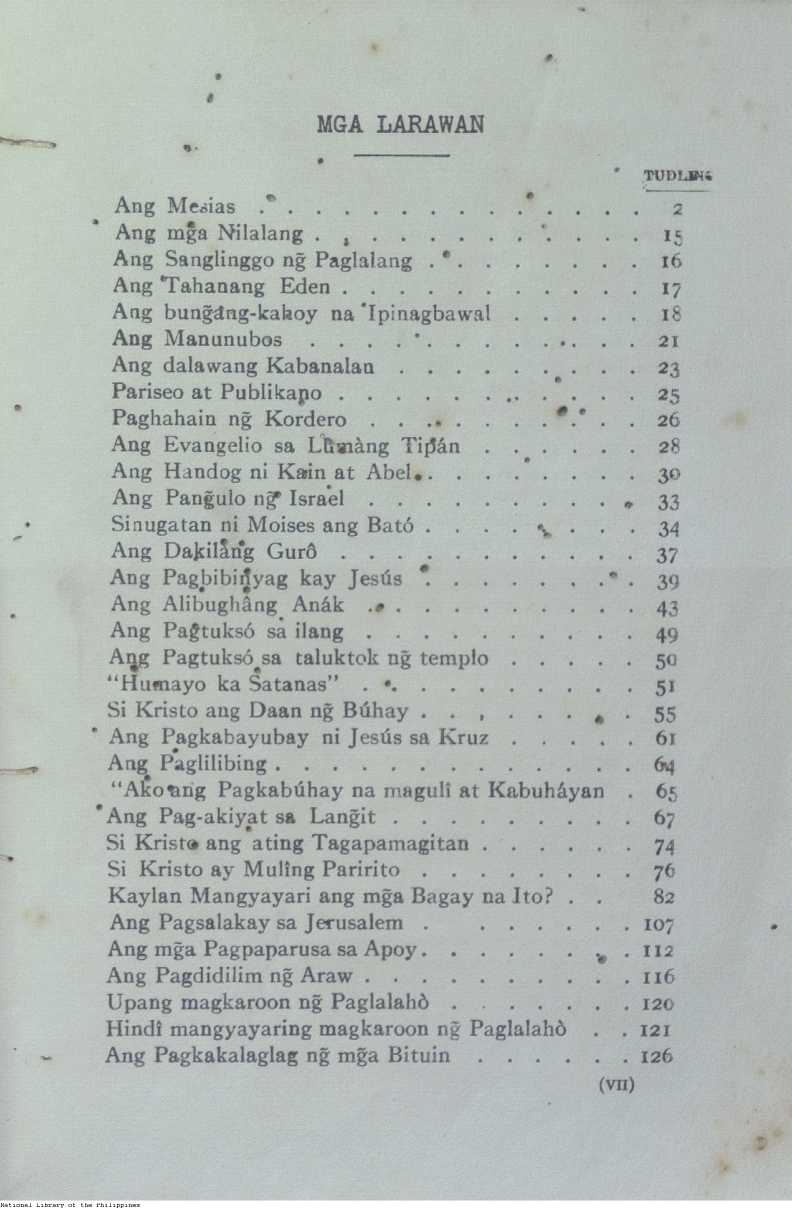 MGA LARAWAN
TUDLING
Ang Mesias . . . . . . . . . . . . . . 2
Ang mg̃a Nilalang . . . . . . . . . . . . 15
Ang Sanglinggo ng̃ Paglalang . . . . . . . . 16
Ang Tahanang Eden . . . . . . . . . . . 17
Ang bung̃ang-kahoy na Ipinagbawal . . . . . 18
Ang Manunubos . . . . . . . . . . . . 21
Ang dalawang Kabanalan . . . . . . . . . 23
Pariseo at Publikano . . . . . . . . . . . 25
Paghahain ng̃ Kordero . . . . . . . . . . 26
Ang Evangelio sa Lumàng Tipán . . . . . . 28
Ang Handog ni Kain at Abel . . . . . . . . 30
Ang Pang̃ulo ng̃ Israel . . . . . . . . . . 33
Sinugatan ni Moises ang Bató . . . . . . . . 34
Ang Dakilang Gurô . . . . . . . . . . . 37
Ang Pagbibinyag kay Jesús . . . . . . . . 39
Ang Alibughâng Anák . . . . . . . . . . 43
Ang Pagtuksó sa ilang . . . . . . . . . . 49
Ang Pagtuksó sa taluktok ng̃ templo . . . . . 50
“Humayo ka Satanas” . . . . . . . . . . 51
Si Kristo ang Daan ng̃ Búhay . . . . . . . . 55
Ang Pagkabayubay ni Jesús sa Kruz . . . . . 61
Ang Paglilibing . . . . . . . . . . . . . 64
“Ako ang Pagkabúhay na magulî at Kabuháyan . 65
Ang Pag-akiyat sa Lang̃it . . . . . . . . . 67
Si Kristo ang ating Tagapamagitan . . . . . . 74
Si Kristo ay Mulîng Paririto . . . . . . . . 76
Kaylan Mangyayari ang mg̃a Bagay na Ito? . . 82
Ang Pagsalakay sa Jerusalem . . . . . . . 107
Ang mg̃a Pagpaparusa sa Apoy . . . . . . . . 112
Ang Pagdidilim ng̃ Araw . . . . . . . . . . 116
Upang magkaroon ng̃ Paglalahò . . . . . . . 120
Hindî mangyayaring magkaroon ng̃ Paglalahò . . 121
Ang Pagkakalaglag ng̃ mg̃a Bituin . . . . . . 126
(VII)
National Library of the Philippines